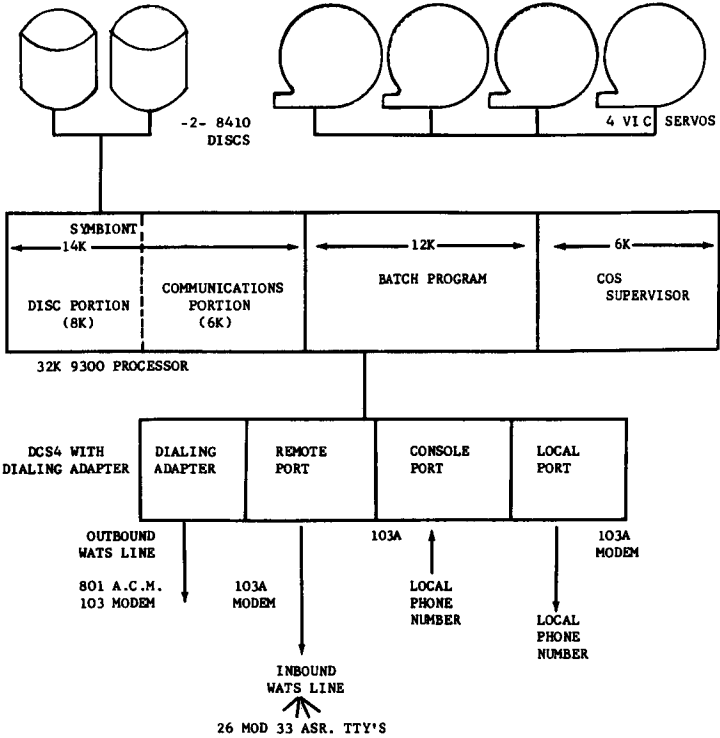 -2- 8410
DISCS
4 VIC SERVOS
SYMBIONT
14K
12K
6K
DISC PORTION
(8K)
COMMUNICATIONS
PORTION
(6K)
BATCH PROGRAM
COS
SUPERVISOR
32K 9300 PROCESSOR
DCS4 WITH
DIALING ADAPTER
DIALING
ADAPTER
REMOTE
PORT
CONSOLE
PORT
LOCAL
PORT
OUTBOUND
WATS LINE
801 A.C.M.
103 MODEM
103A
MODEM
103A
LOCAL
PHONE
NUMBER
103A
MODEM
LOCAL
PHONE
NUMBER
INBOUND
WATS LINE
26 MOD 33 ASR. TTY'S